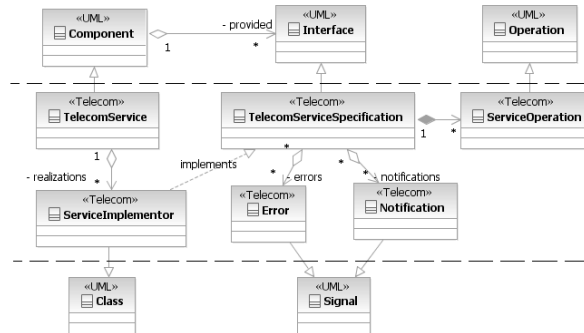 «UML»
Component
- provided
1
*
«UML»
Interface
«UML»
Operation
«Telecom»
TelecomService
«Telecom»
TelecomServiceSpecification
1
*
«Telecom»
ServiceOperation
1
implements
*
*
- realizations
*
*
- errors
*
- notifications
«Telecom»
ServiceImplementor
«Telecom»
Error
«Telecom»
Notification
«UML»
Class
«UML»
Signal